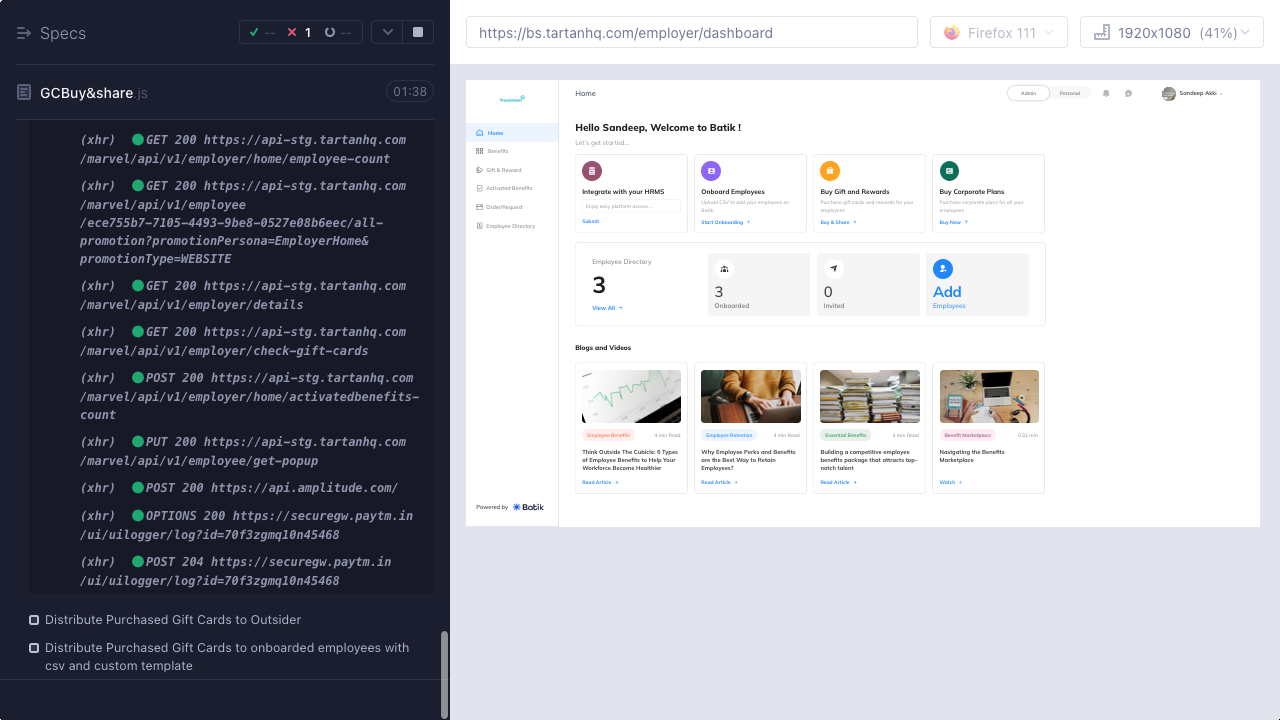 Specs
--
1
--
GCBuy&share.js
01:38
(xhr) GET 200 https://api-stg.tartanhq.com
/marvel/api/v1/employer/home/employee-count
(xhr) GET 200 https://api-stg.tartanhq.com
/marvel/api/v1/employee
/home/promotions?platform=all-
time&promotionPersona=EmployerHome&
promotionType=WEBSITE
(xhr) GET 200 https://api-stg.tartanhq.com
/marvel/api/v1/employer/details
(xhr) GET 200 https://api-stg.tartanhq.com
/marvel/api/v1/employer/check-gift-cards
(xhr) POST 200 https://api-stg.tartanhq.com
/marvel/api/v1/employer/home/activatedbenefits-
count
(xhr) GET 200 https://api-stg.tartanhq.com
/marvel/api/v1/employee/get-popup
(xhr) POST 200 https://api.amplitude.com/
(xhr) OPTIONS 200 https://securegw.paytm.in
/ui/uilogger/log?id=70f3zgmq10n45468
(xhr) POST 204 https://securegw.paytm.in
/ui/uilogger/log?id=70f3zgmq10n45468
Distribute Purchased Gift Cards to Outsider
Distribute Purchased Gift Cards to onboarded employees with
csv and custom template
https://bs.tartanhq.com/employer/dashboard
Firefox 111
1920x1080 (41%)
Home
Benefits
Gift & Reward
Activated Benefits
Order/Request
Employee Directory
Powered by Batik
Home
Admin
Personal
Sandeep Akki
Hello Sandeep, Welcome to Batik !
Let's get started...
Integrate with your HRMS
Enjoy easy platform access...
Submit
Onboard Employees
Upload CSV to add your employees on
Batik
Start Onboarding →
Buy Gift and Rewards
Purchase gift cards and rewards for your
employees
Buy & Share →
Buy Corporate Plans
Purchase corporate plans for all your
employees
Buy Now →
Employee Directory
3
View All →
3
Onboarded
0
Invited
Add
Employees
Blogs and Videos
Employee Benefits
4 min Read
Think Outside The Cubicle: 6 Types
of Employee Benefits to Help Your
Workforce Become Healthier
Read Article →
Employee Retention
4 min Read
Why Employee Perks and Benefits
are the Best Way to Retain
Employees?
Read Article →
Essential Benefits
4 min Read
Building a competitive employee
benefits package that attracts top-
notch talent
Read Article →
Benefit Marketplace
0:32 min
Navigating the Benefits
Marketplace
Watch →